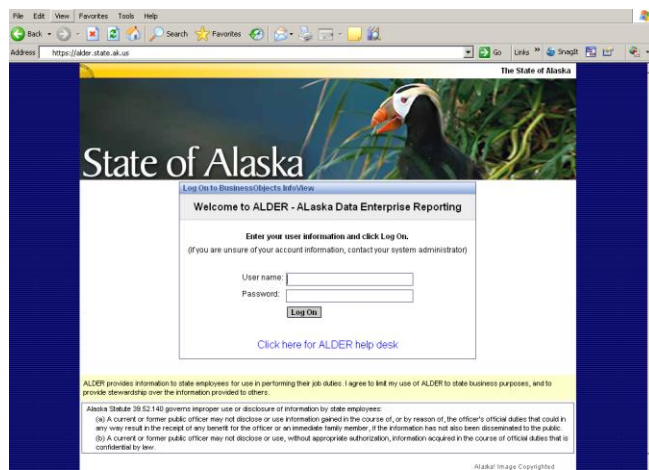 File Edit View Favorites Tools Help
Back Search Favorites
Address https://alder.state.ak.us Go Links » SnagIt
The State of Alaska
State of Alaska
Log On to BusinessObjects InfoView
Welcome to ALDER - ALaska Data Enterprise Reporting
Enter your user information and click Log On.
(if you are unsure of your account information, contact your system administrator)
User name:
Password:
Log On
Click here for ALDER help desk
ALDER provides information to state employees for use in performing their job duties. I agree to limit my use of ALDER to state business purposes, and to
provide stewardship over the information provided to others.
Alaska Statute 39.52.140 governs improper use or disclosure of information by state employees:
(a) A current or former public officer may not disclose or use information gained in the course of, or by reason of, the officer's official duties that could in
any way result in the receipt of any benefit for the officer or an immediate family member, if the information has not also been disseminated to the public.
(b) A current or former public officer may not disclose or use, without appropriate authorization, information acquired in the course of official duties that is
confidential by law.
Alaska! Image Copyrighted